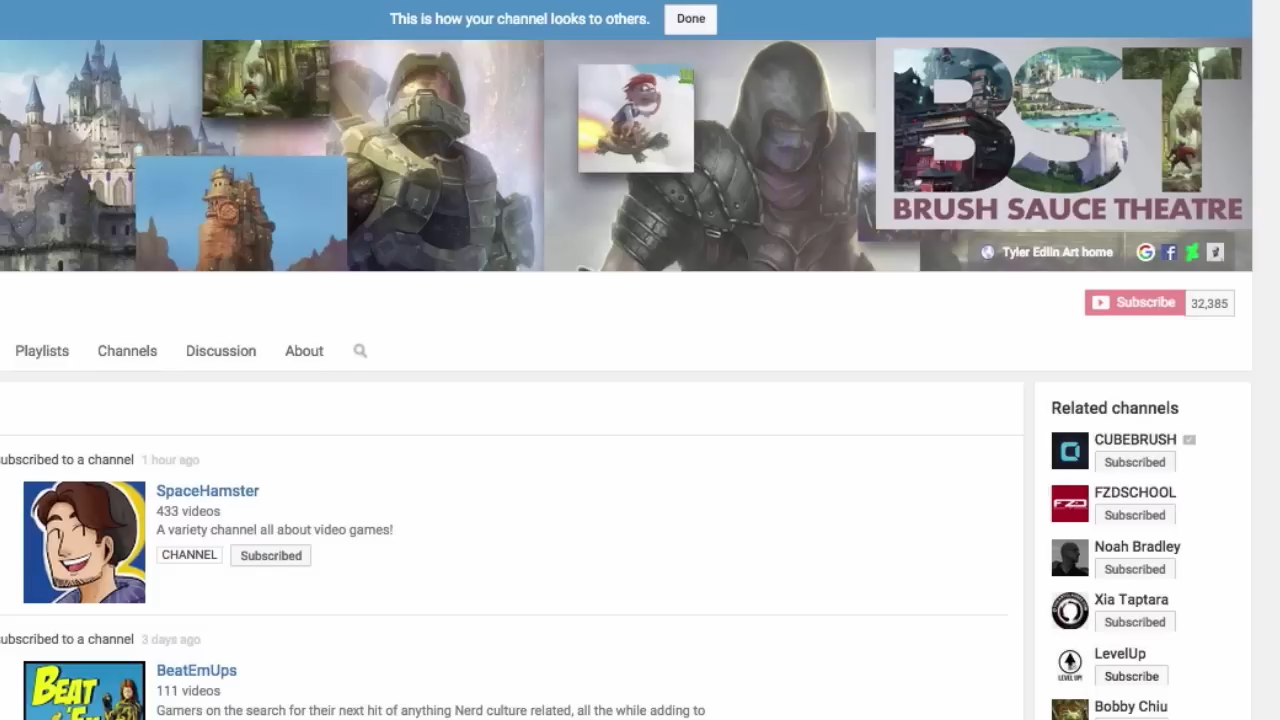 This is how your channel looks to others. Done
BST
BRUSH SAUCE THEATRE
Tyler Edlin Art home
Subscribe 32,385
Playlists Channels Discussion About
Related channels
CUBEBRUSH
Subscribed
FZD
FZDSCHOOL
Subscribed
Noah Bradley
Subscribed
Xia Taptara
Subscribed
LEVEL UP!
LevelUp
Subscribe
Bobby Chiu
ubscribed to a channel 1 hour ago
SpaceHamster
433 videos
A variety channel all about video games!
CHANNEL Subscribed
ubscribed to a channel 3 days ago
BEAT
'EM
BeatEmUps
111 videos
Gamers on the search for their next hit of anything Nerd culture related, all the while adding to